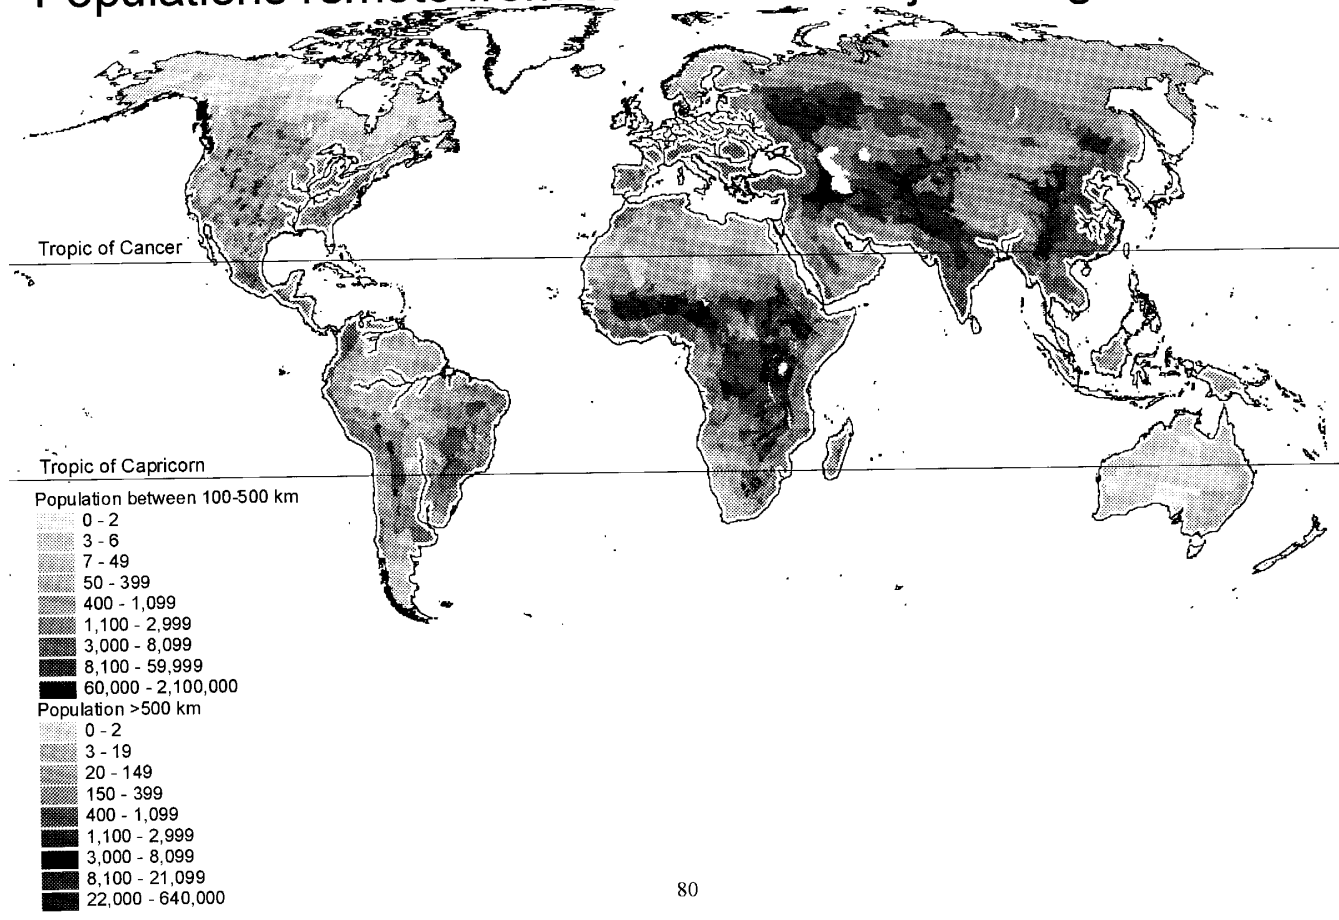 Populations remote from
Tropic of Cancer
Tropic of Capricorn
Population between 100-500 km
0 - 2
3 - 6
7 - 49
50 - 399
400 - 1,099
1,100 - 2,999
3,000 - 8,099
8,100 - 59,999
60,000 - 2,100,000
Population >500 km
0 - 2
3 - 19
20 - 149
150 - 399
400 - 1,099
1,100 - 2,999
3,000 - 8,099
8,100 - 21,099
22,000 - 640,000
80